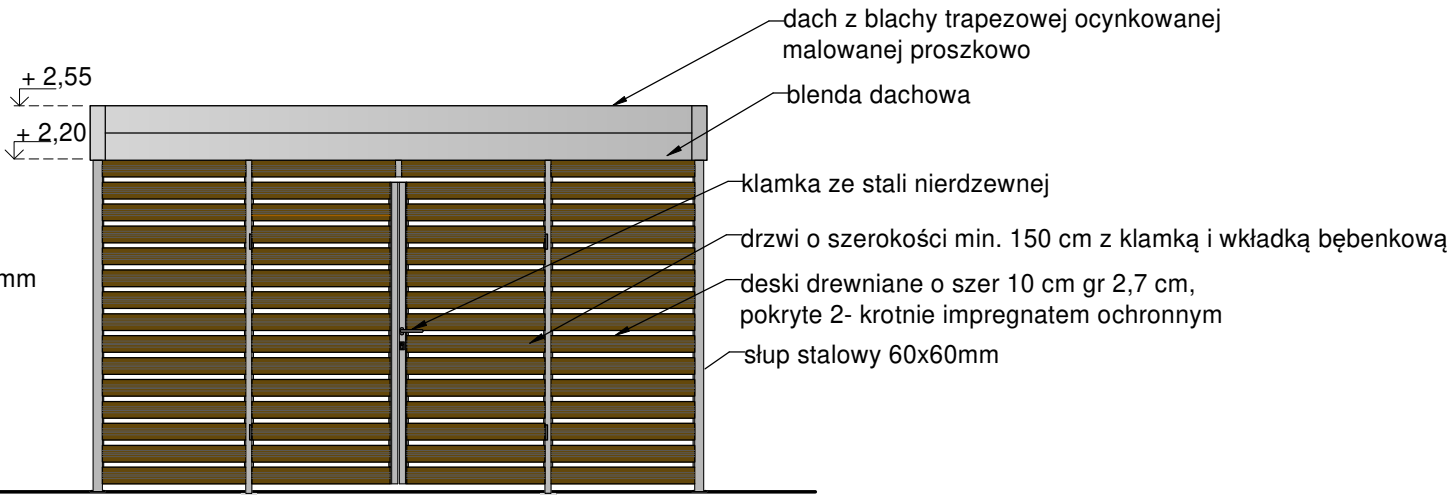 dach z blachy trapezowej ocynkowanej
malowanej proszkowo
+ 2,55
blenda dachowa
+ 2,20
klamka ze stali nierdzewnej
drzwi o szerokości min. 150 cm z klamką i wkładką bębenkową
mm
deski drewniane o szer 10 cm gr 2,7 cm,
pokryte 2- krotnie impregnatem ochronnym
słup stalowy 60x60mm